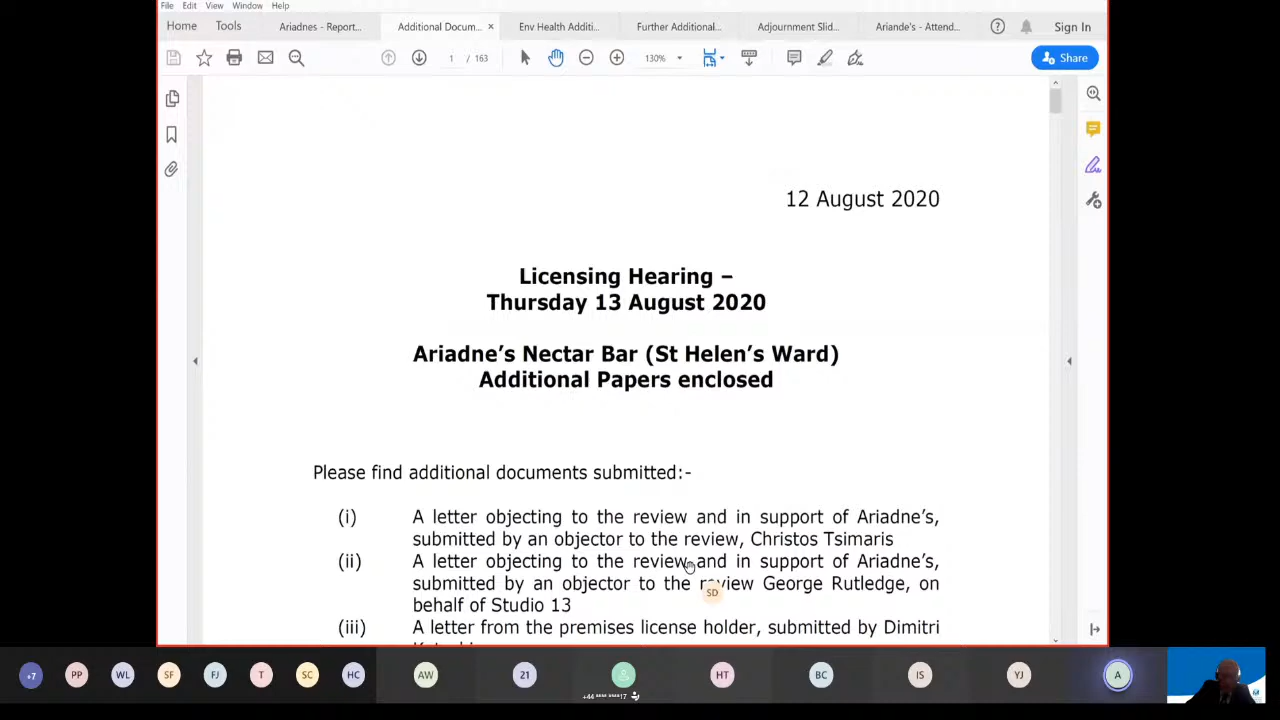 File Edit View Window Help
Home Tools Ariadnes - Report... Additional Docum... × Env Health Additi... Further Additional... Adjournment Slid... Ariande's - Attend... ? Sign In
1 / 163 130% Share
12 August 2020
Licensing Hearing –
Thursday 13 August 2020
Ariadne's Nectar Bar (St Helen's Ward)
Additional Papers enclosed
Please find additional documents submitted:-
(i) A letter objecting to the review and in support of Ariadne's,
submitted by an objector to the review, Christos Tsimaris
(ii) A letter objecting to the review and in support of Ariadne's,
submitted by an objector to the review George Rutledge, on
behalf of Studio 13
SD
(iii) A letter from the premises license holder, submitted by Dimitri
+7 PP WL SF FJ T SC HC AW 21 HT BC IS YJ A
+44 **** ****17